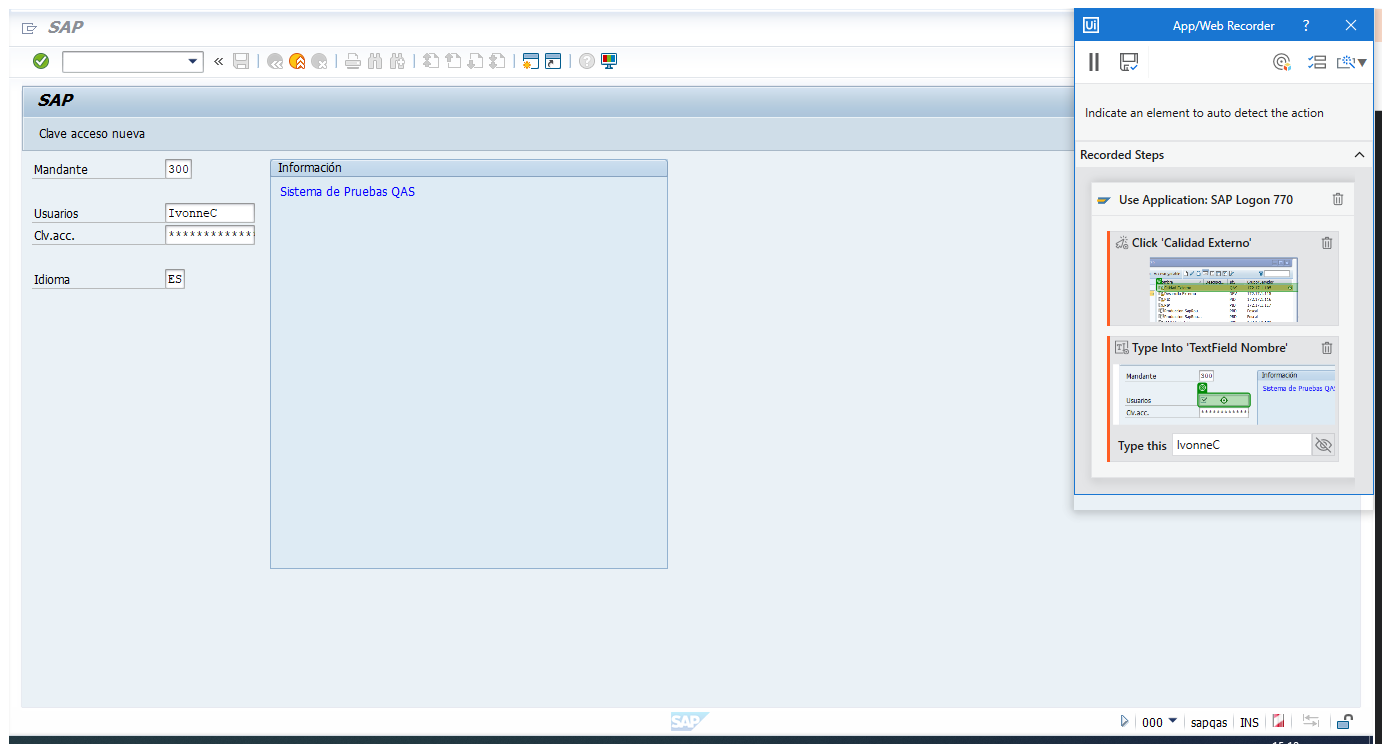 SAP
SAP
Clave acceso nueva
Mandante 300
Usuarios IvonneC
Clv.acc. *************
Idioma ES
Información
Sistema de Pruebas QAS
Ui App/Web Recorder ?
Indicate an element to auto detect the action
Recorded Steps
Use Application: SAP Logon 770
Click 'Calidad Externo'
Type Into 'TextField Nombre'
Mandante 300 Información
Sistema de Pruebas QA
Usuarios
Clv.acc. ************
Type this IvonneC
SAP
000 sapqas INS